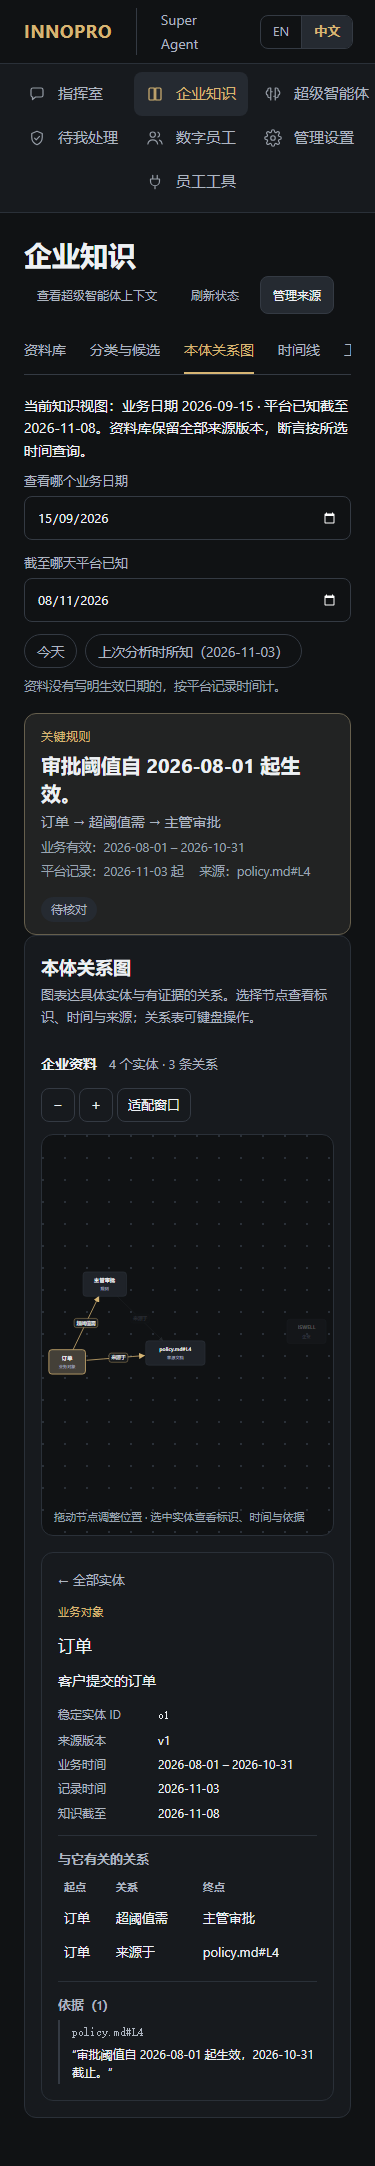 INNOPRO
Super
Agent
EN
中文
指挥室
企业知识
超级智能体
待我处理
数字员工
管理设置
员工工具
企业知识
查看超级智能体上下文
刷新状态
管理来源
资料库
分类与候选
本体关系图
时间线
当前知识视图：业务日期 2026-09-15 · 平台已知截至
2026-11-08。资料库保留全部来源版本，断言按所选
时间查询。
查看哪个业务日期
15/09/2026
截至哪天平台已知
08/11/2026
今天
上次分析时所知（2026-11-03）
资料没有写明生效日期的，按平台记录时间计。
关键规则
审批阈值自 2026-08-01 起生
效。
订单 → 超阈值需 → 主管审批
业务有效：2026-08-01 – 2026-10-31
平台记录：2026-11-03 起
来源：policy.md#L4
待核对
本体关系图
图表达具体实体与有证据的关系。选择节点查看标
识、时间与来源；关系表可键盘操作。
企业资料
4 个实体 · 3 条关系
−
+
适配窗口
主管审批
超阈值需
订单
业务对象
来源于
policy.md#L4
拖动节点调整位置 · 选中实体查看标识、时间与依据
← 全部实体
业务对象
订单
客户提交的订单
稳定实体 ID
o1
来源版本
v1
业务时间
2026-08-01 – 2026-10-31
记录时间
2026-11-03
知识截至
2026-11-08
与它有关的关系
起点
关系
终点
订单
超阈值需
主管审批
订单
来源于
policy.md#L4
依据（1）
policy.md#L4
“审批阈值自 2026-08-01 起生效，2026-10-31
截止。”